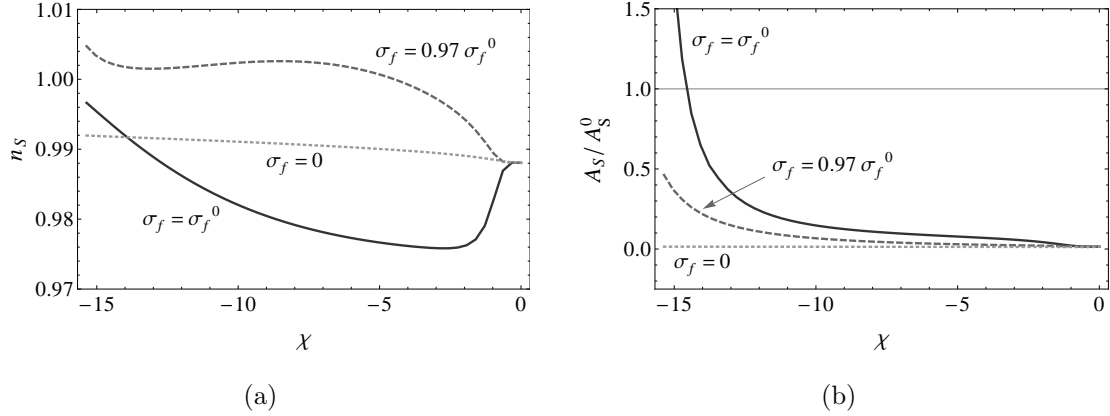 1.01
1.00
0.99
0.98
0.97
n_S
σ_f = 0.97 σ_f^0
σ_f = 0
σ_f = σ_f^0
−15
−10
−5
0
χ
(a)
1.5
1.0
0.5
0.0
A_S / A_S^0
σ_f = σ_f^0
σ_f = 0.97 σ_f^0
σ_f = 0
−15
−10
−5
0
χ
(b)